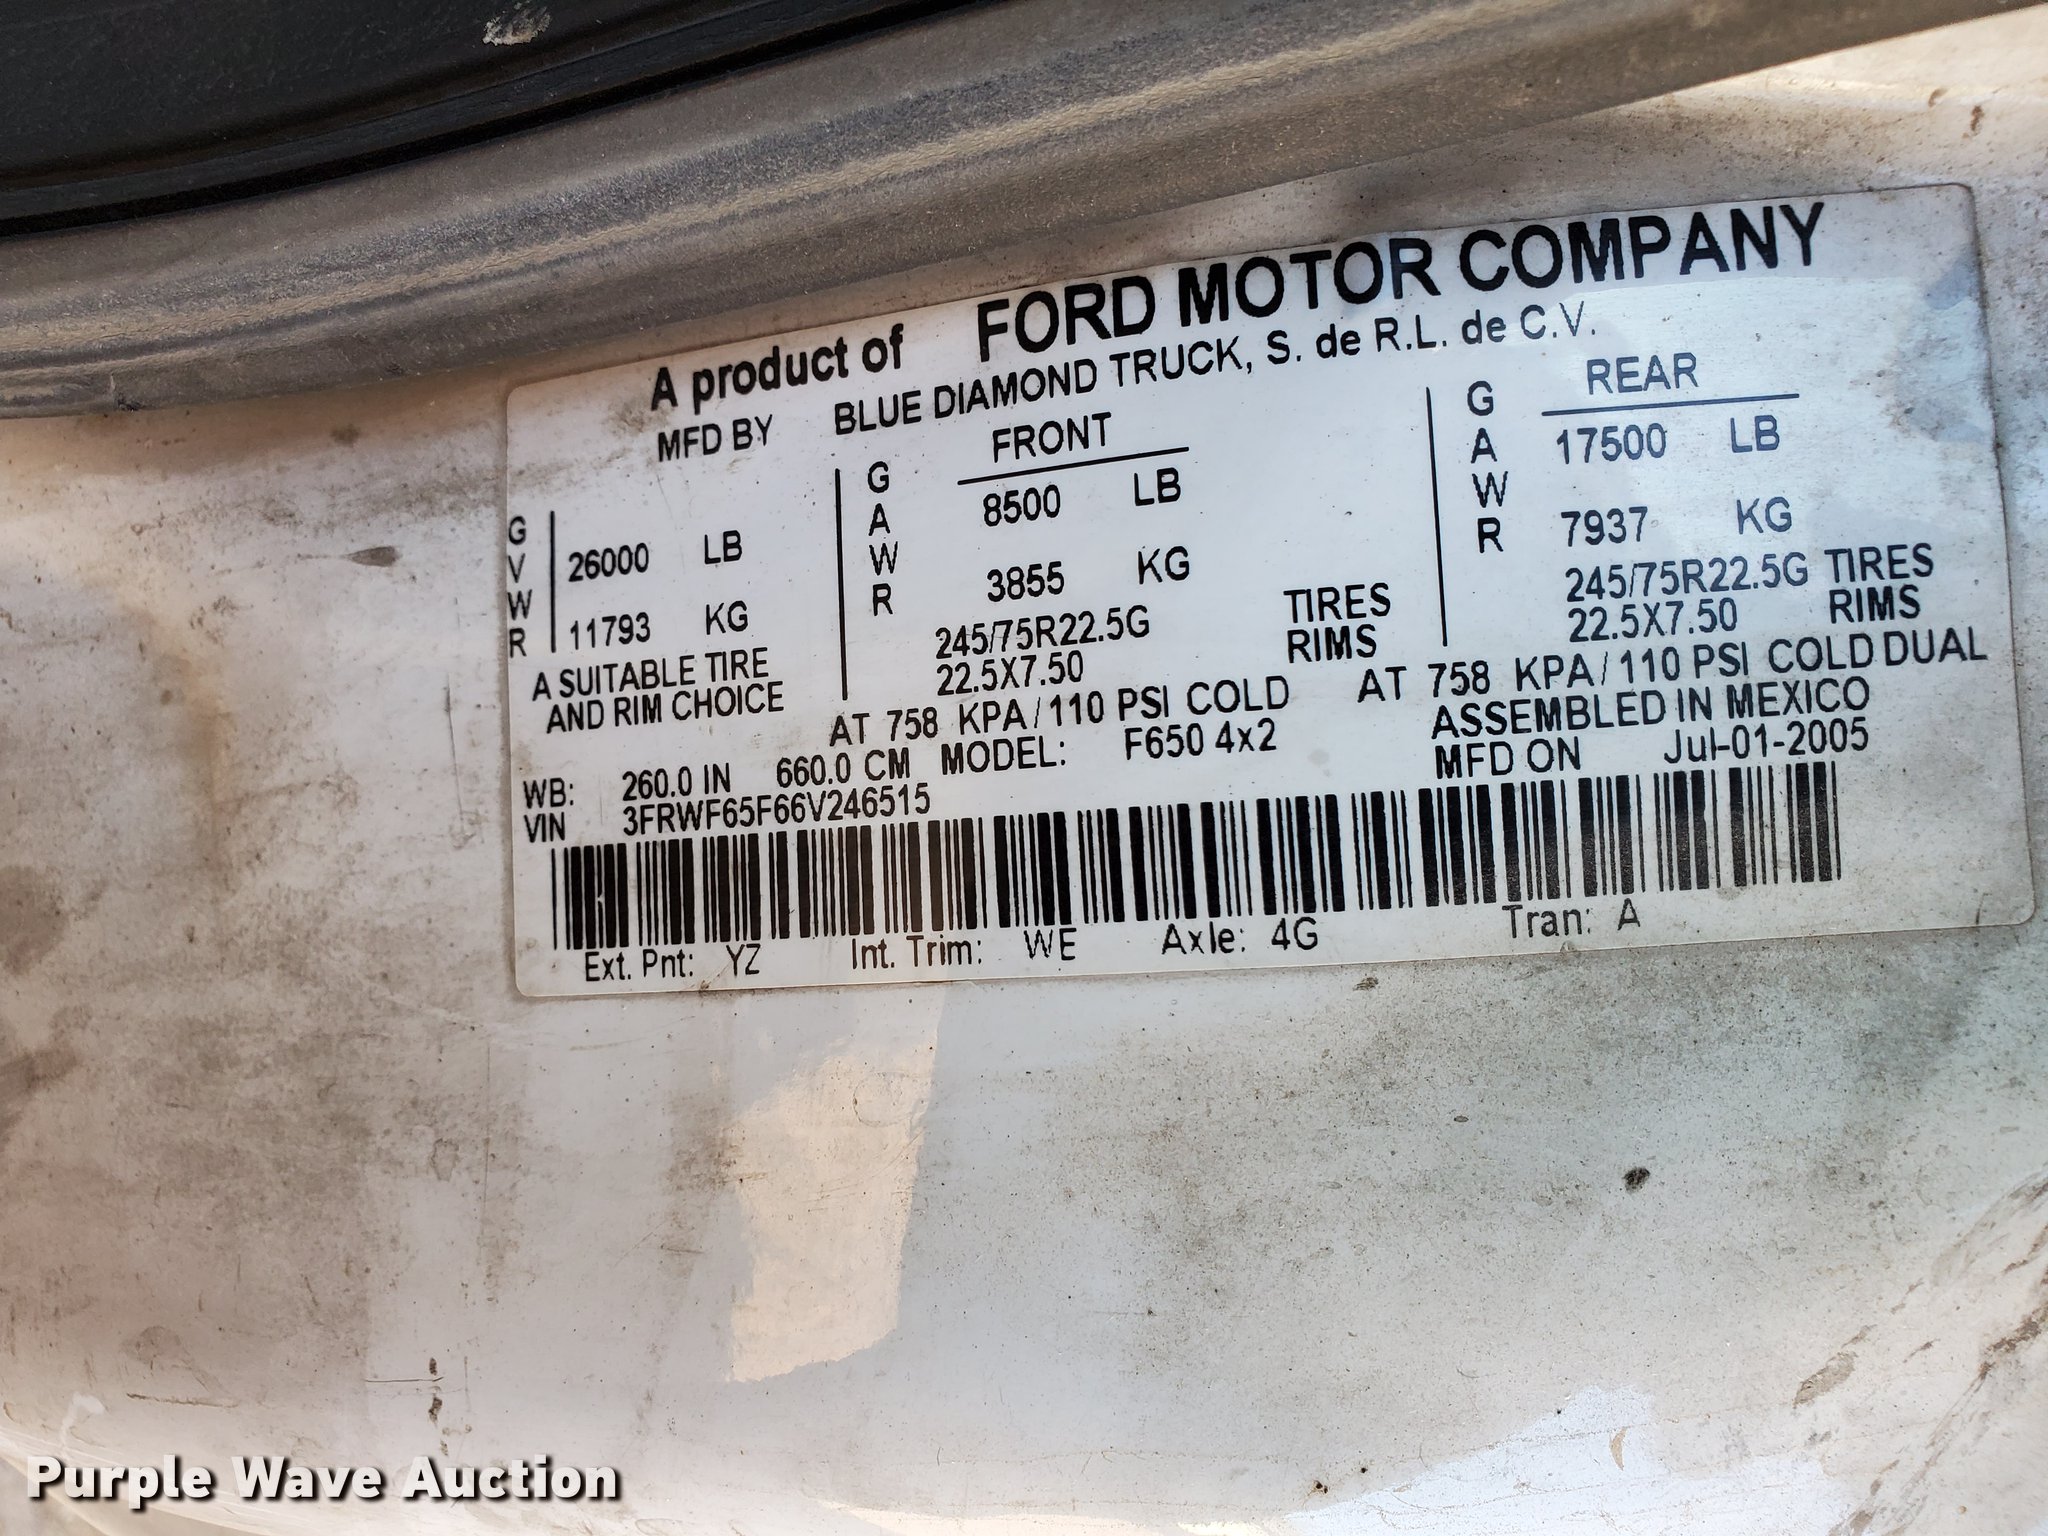 A product of FORD MOTOR COMPANY
MFD BY BLUE DIAMOND TRUCK, S. de R.L. de C.V.
GVWR
26000 LB
11793 KG
A SUITABLE TIRE
AND RIM CHOICE
GAWR
FRONT
8500 LB
3855 KG
245/75R22.5G TIRES
22.5X7.50 RIMS
AT 758 KPA/110 PSI COLD
GAWR
REAR
17500 LB
7937 KG
245/75R22.5G TIRES
22.5X7.50 RIMS
AT 758 KPA/110 PSI COLD DUAL
WB: 260.0 IN 660.0 CM MODEL: F650 4x2
ASSEMBLED IN MEXICO
MFD ON Jul-01-2005
VIN 3FRWF65F66V246515
Ext. Pnt: YZ Int. Trim: WE Axle: 4G Tran: A
Purple Wave Auction